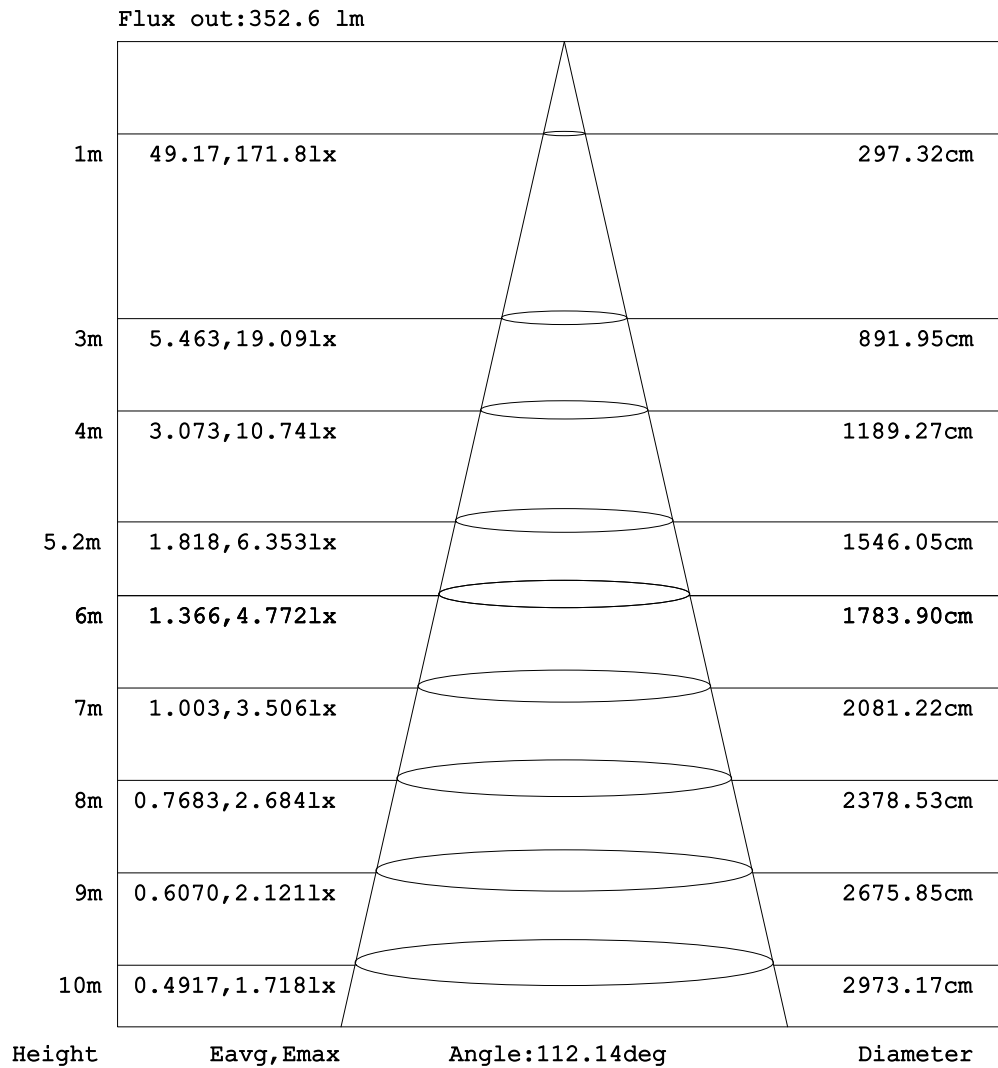 Flux out:352.6 lm
1m 49.17,171.8lx 297.32cm
3m 5.463,19.09lx 891.95cm
4m 3.073,10.74lx 1189.27cm
5.2m 1.818,6.353lx 1546.05cm
6m 1.366,4.772lx 1783.90cm
7m 1.003,3.506lx 2081.22cm
8m 0.7683,2.684lx 2378.53cm
9m 0.6070,2.121lx 2675.85cm
10m 0.4917,1.718lx 2973.17cm
Height Eavg,Emax Angle:112.14deg Diameter